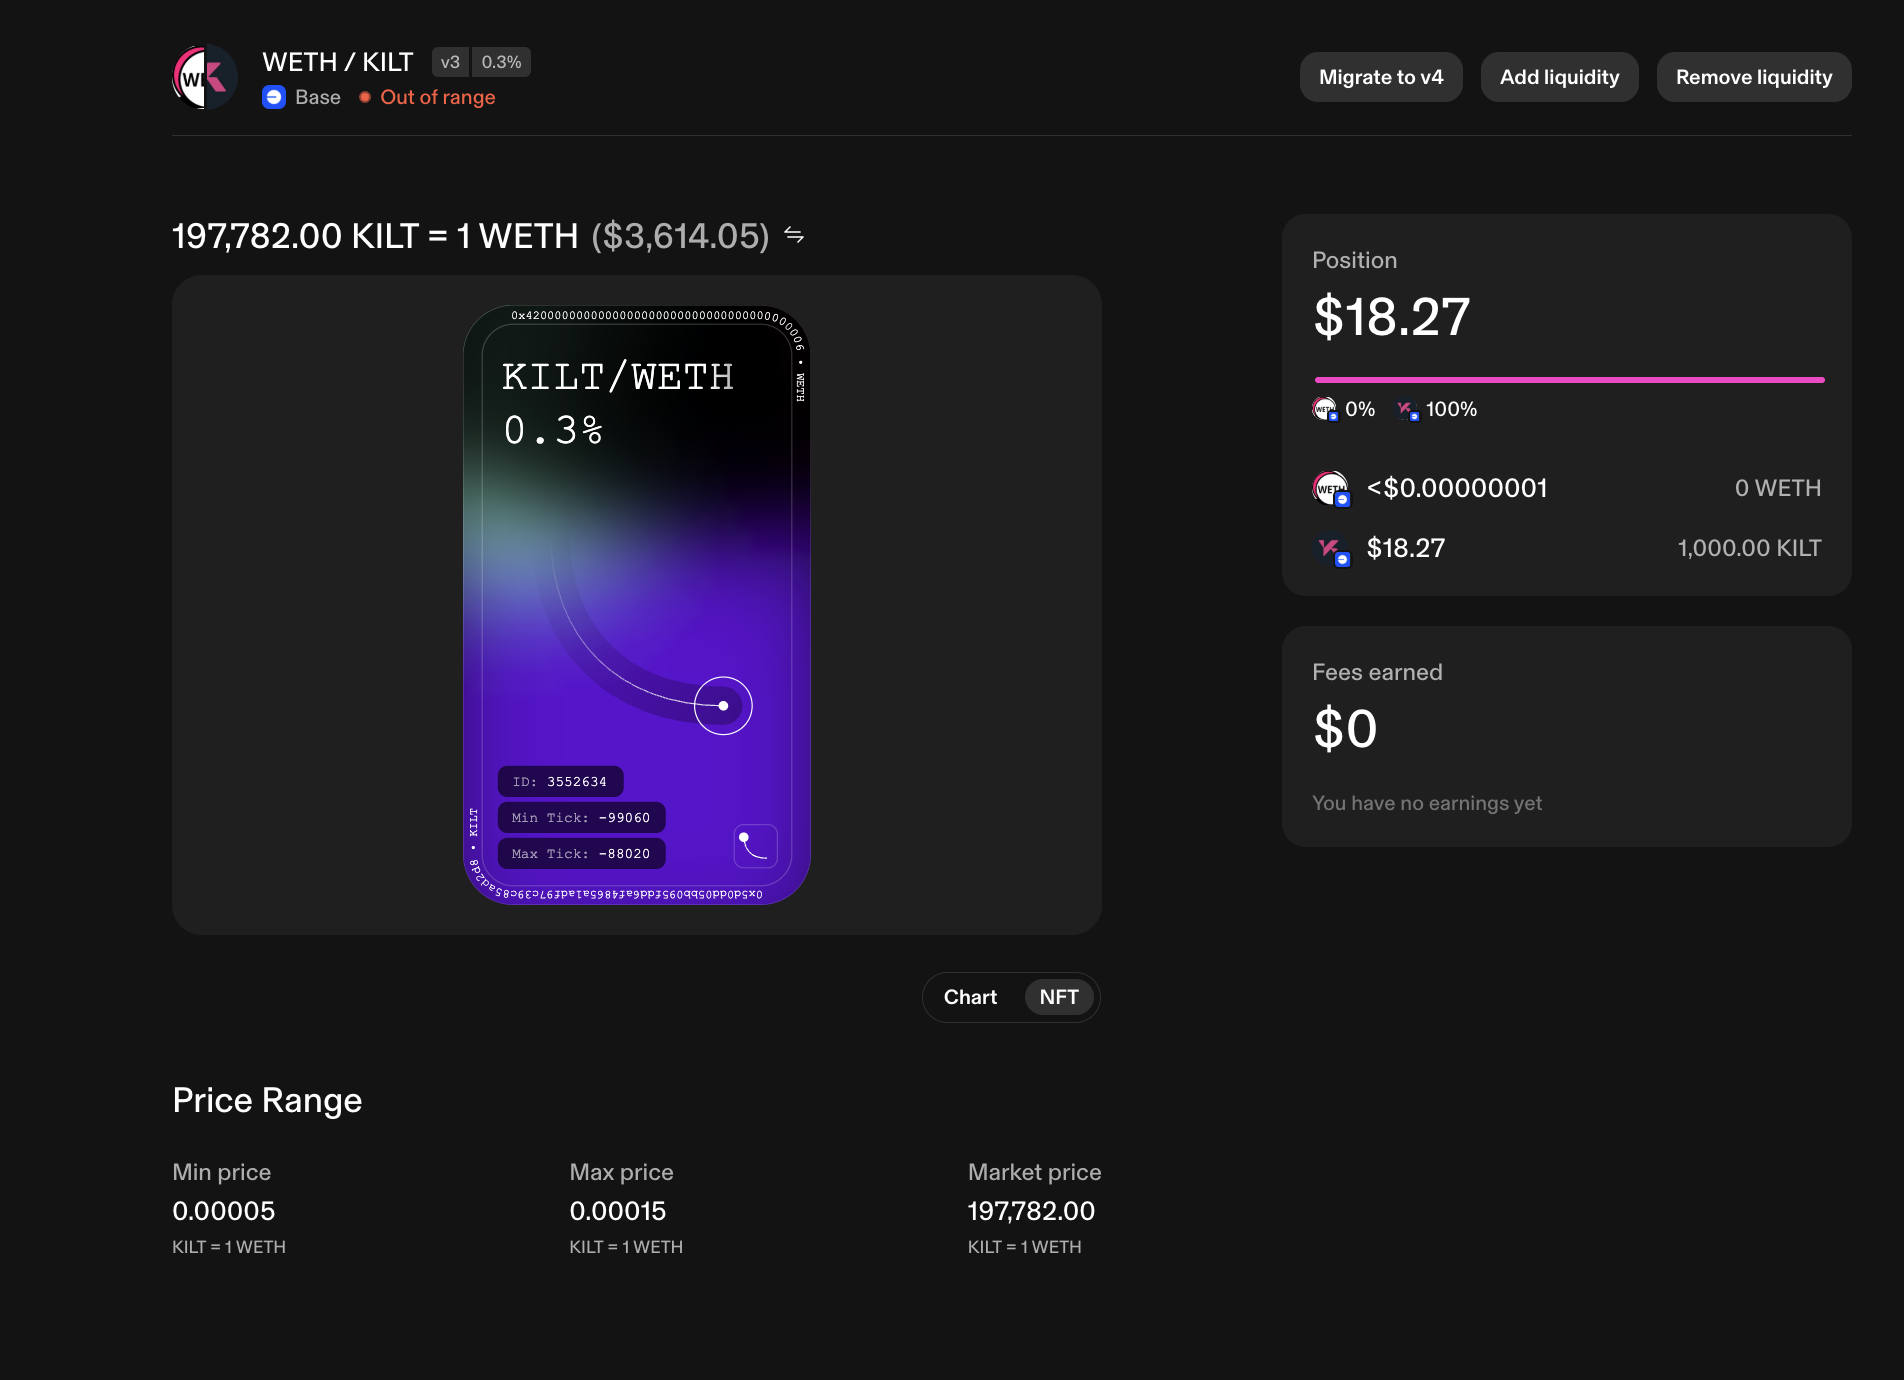 WETH / KILT v3 0.3%
Base Out of range
Migrate to v4 Add liquidity Remove liquidity
197,782.00 KILT = 1 WETH ($3,614.05)
0x4200000000000000000000000000000000000006 • WETH
KILT/WETH
0.3%
ID: 3552634
Min Tick: -99060
Max Tick: -88020
0x5d0dd05bb095fdd6af4865a1adf97c39c85ad2d8 • KILT
Chart NFT
Position
$18.27
0% 100%
<$0.00000001 0 WETH
$18.27 1,000.00 KILT
Fees earned
$0
You have no earnings yet
Price Range
Min price
0.00005
KILT = 1 WETH
Max price
0.00015
KILT = 1 WETH
Market price
197,782.00
KILT = 1 WETH